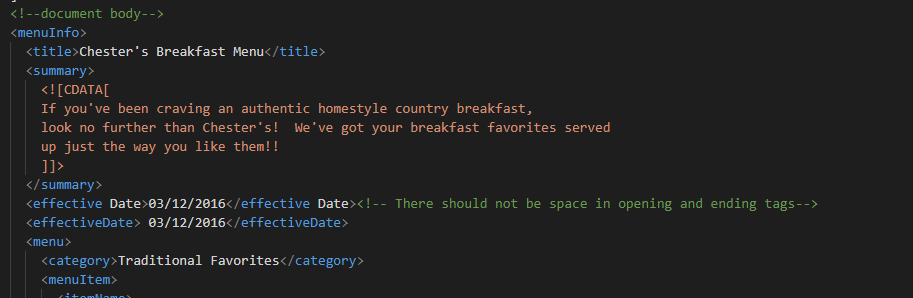 <!--document body-->
<menuInfo>
<title>Chester's Breakfast Menu</title>
<summary>
<![CDATA[
If you've been craving an authentic homestyle country breakfast,
look no further than Chester's!  We've got your breakfast favorites served
up just the way you like them!!
]]>
</summary>
<effective Date>03/12/2016</effective Date><!-- There should not be space in opening and ending tags-->
<effectiveDate> 03/12/2016</effectiveDate>
<menu>
<category>Traditional Favorites</category>
<menuItem>
<itemName>